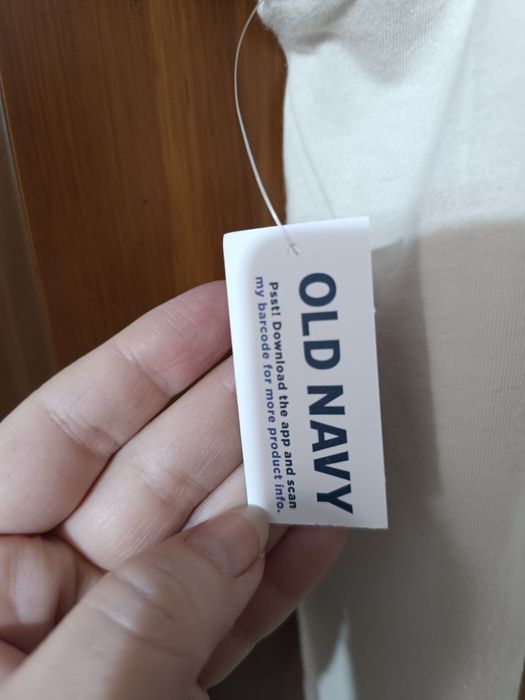 OLD NAVY
Psst! Download the app and scan
my barcode for more product info.